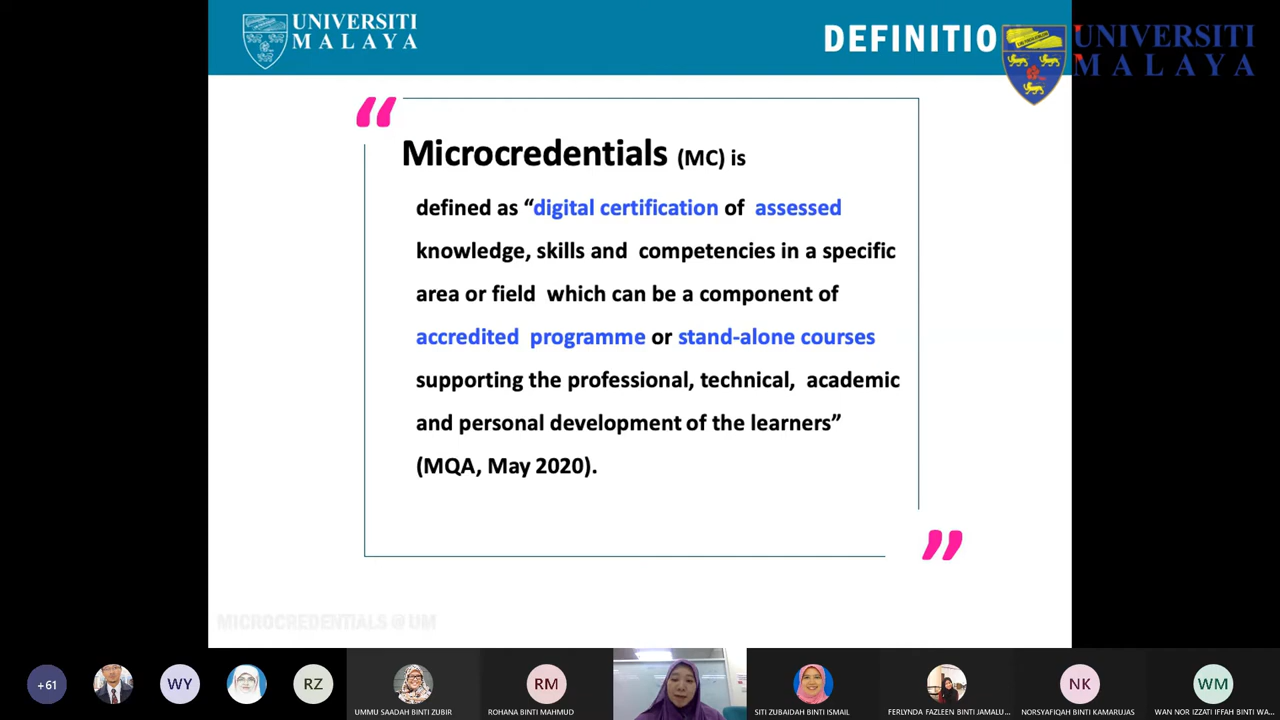 UNIVERSITI
MALAYA
DEFINITIO
UNIVERSITI
MALAYA
“
Microcredentials (MC) is
defined as “digital certification of assessed
knowledge, skills and competencies in a specific
area or field which can be a component of
accredited programme or stand-alone courses
supporting the professional, technical, academic
and personal development of the learners”
(MQA, May 2020).
”
MICROCREDENTIALS @ UM
+61
WY
RZ
UMMU SAADAH BINTI ZUBIR
RM
ROHANA BINTI MAHMUD
SITI ZUBAIDAH BINTI ISMAIL
FERLYNDA FAZLEEN BINTI JAMALU...
NK
NORSYAFIQAH BINTI KAMARUJAS
WM
WAN NOR IZZATI IFFAH BINTI WA...